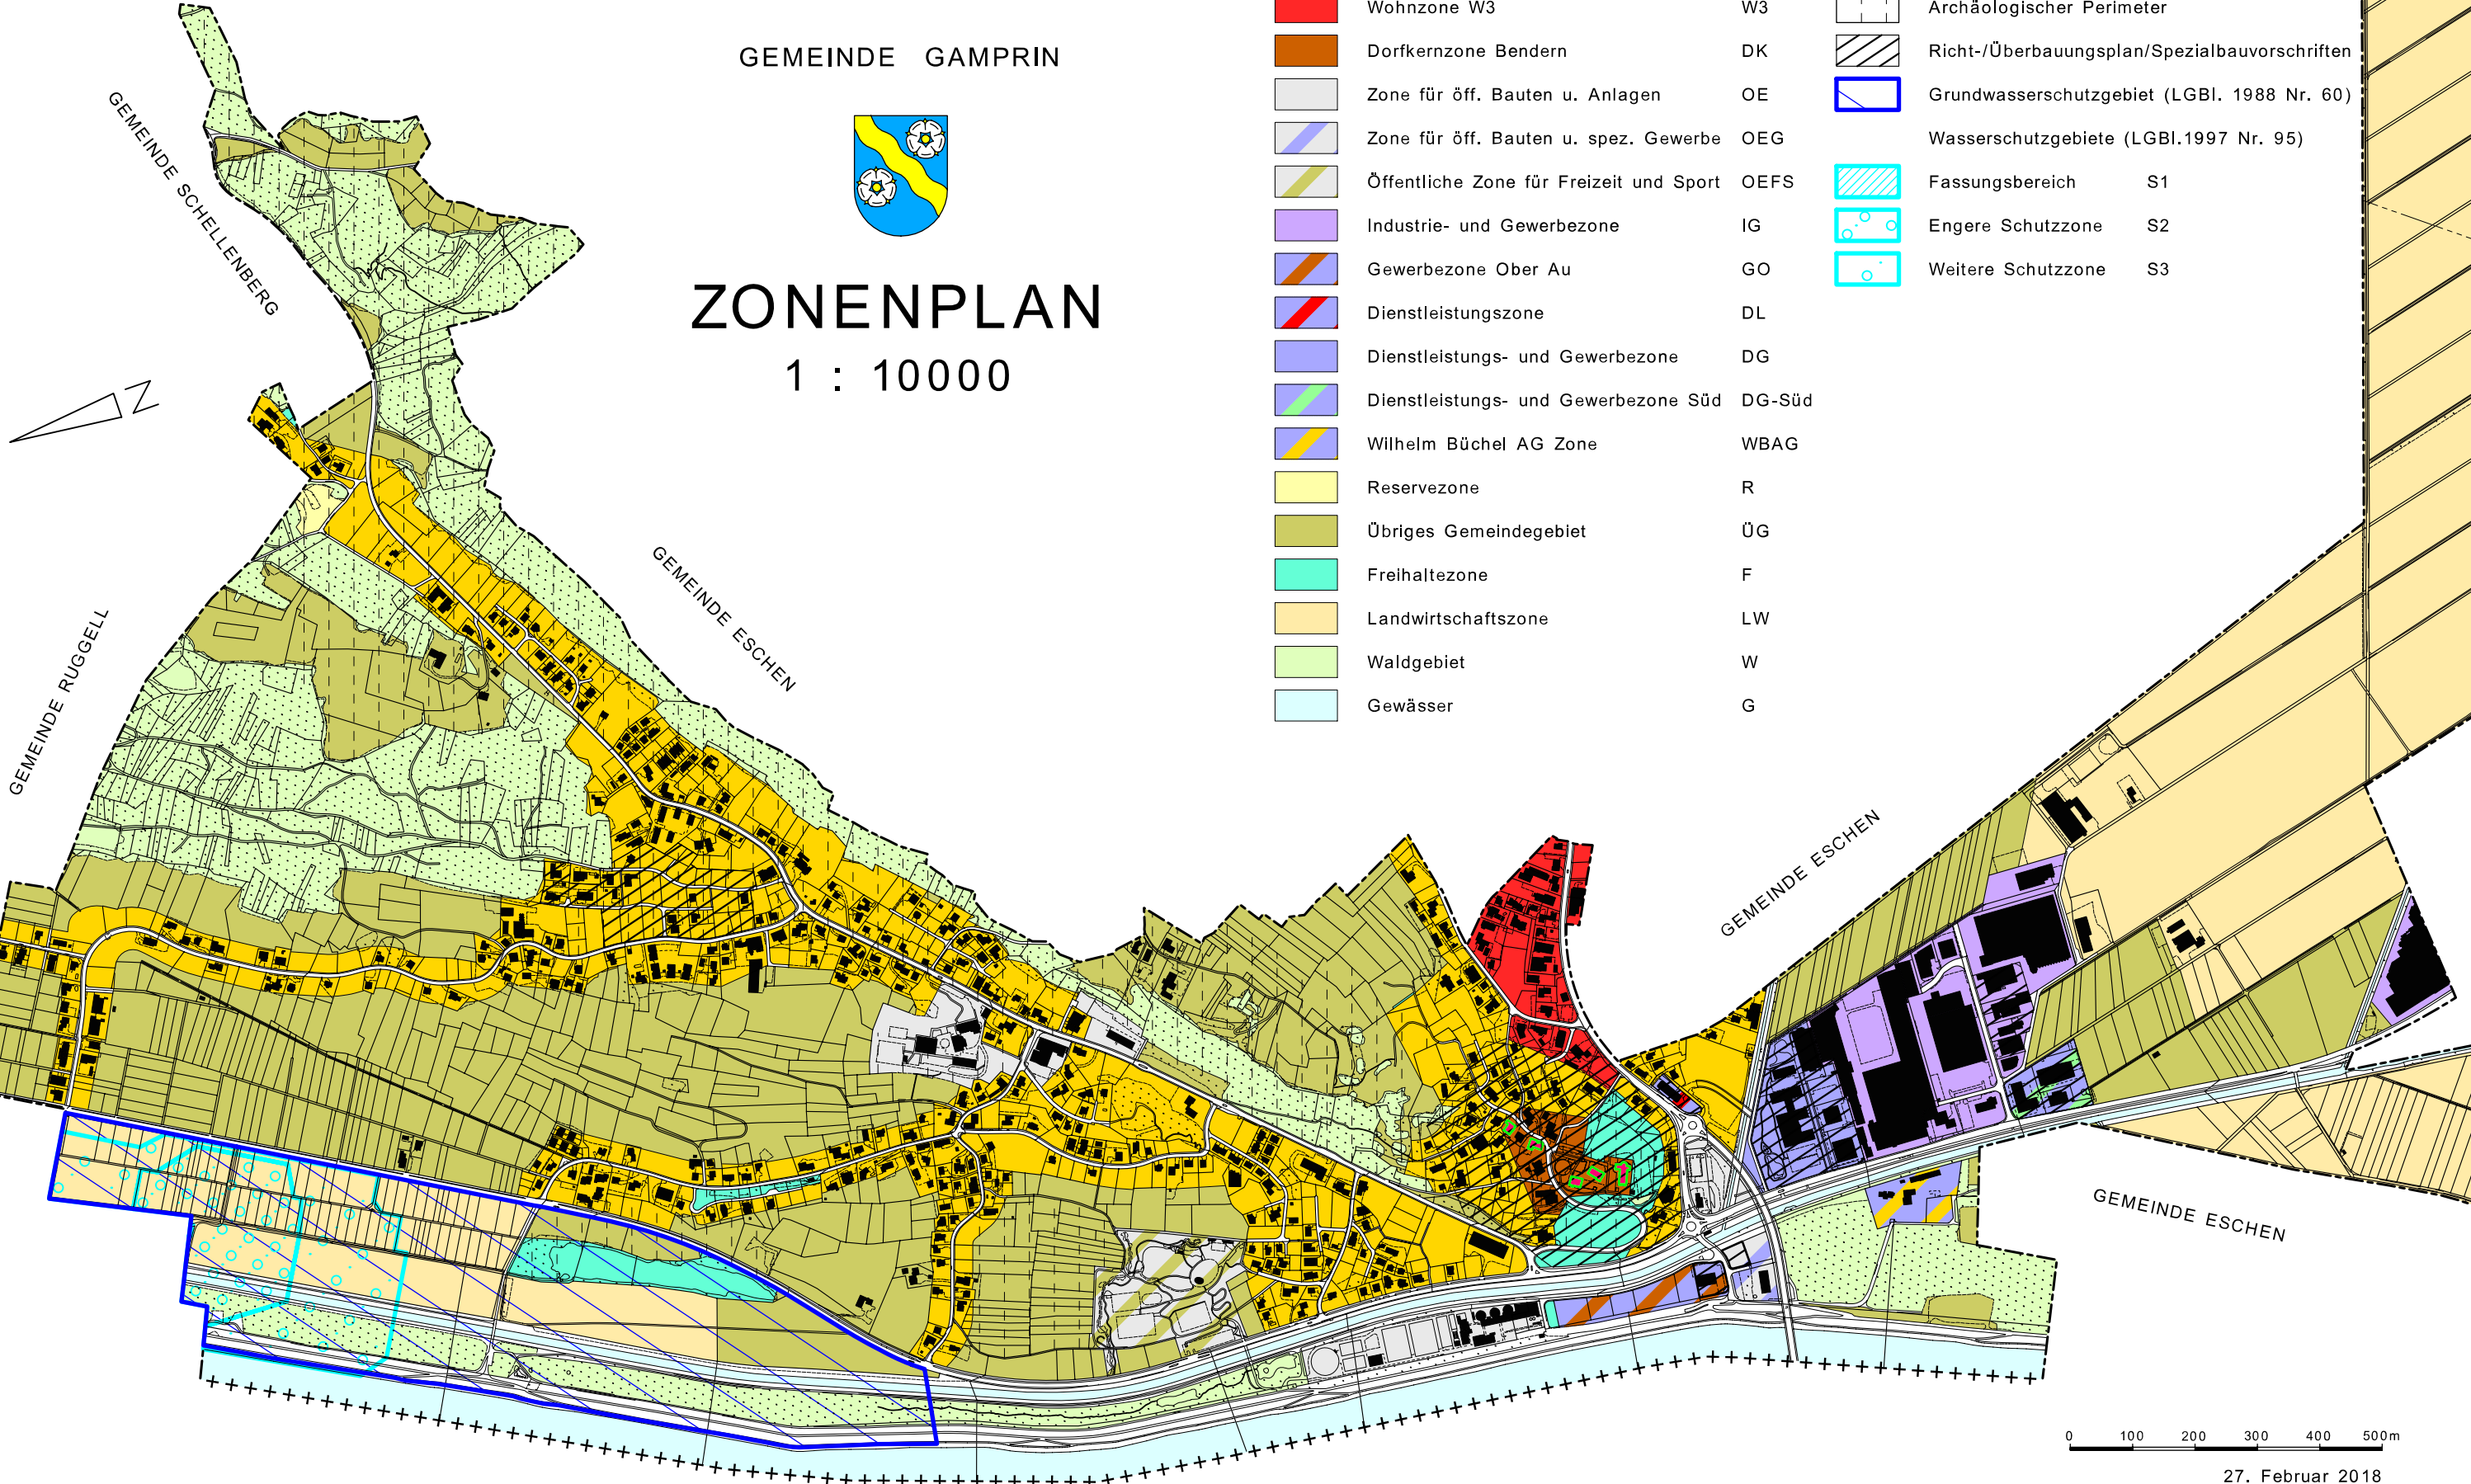 GEMEINDE GAMPRIN
ZONENPLAN
1 : 10000
N
GEMEINDE SCHELLENBERG
GEMEINDE RUGGELL
GEMEINDE ESCHEN
GEMEINDE ESCHEN
GEMEINDE ESCHEN
Wohnzone W3 W3
Dorfkernzone Bendern DK
Zone für öff. Bauten u. Anlagen OE
Zone für öff. Bauten u. spez. Gewerbe OEG
Öffentliche Zone für Freizeit und Sport OEFS
Industrie- und Gewerbezone IG
Gewerbezone Ober Au GO
Dienstleistungszone DL
Dienstleistungs- und Gewerbezone DG
Dienstleistungs- und Gewerbezone Süd DG-Süd
Wilhelm Büchel AG Zone WBAG
Reservezone R
Übriges Gemeindegebiet ÜG
Freihaltezone F
Landwirtschaftszone LW
Waldgebiet W
Gewässer G
Archäologischer Perimeter
Richt-/Überbauungsplan/Spezialbauvorschriften
Grundwasserschutzgebiet (LGBl. 1988 Nr. 60)
Wasserschutzgebiete (LGBl.1997 Nr. 95)
Fassungsbereich S1
Engere Schutzzone S2
Weitere Schutzzone S3
0 100 200 300 400 500m
27. Februar 2018